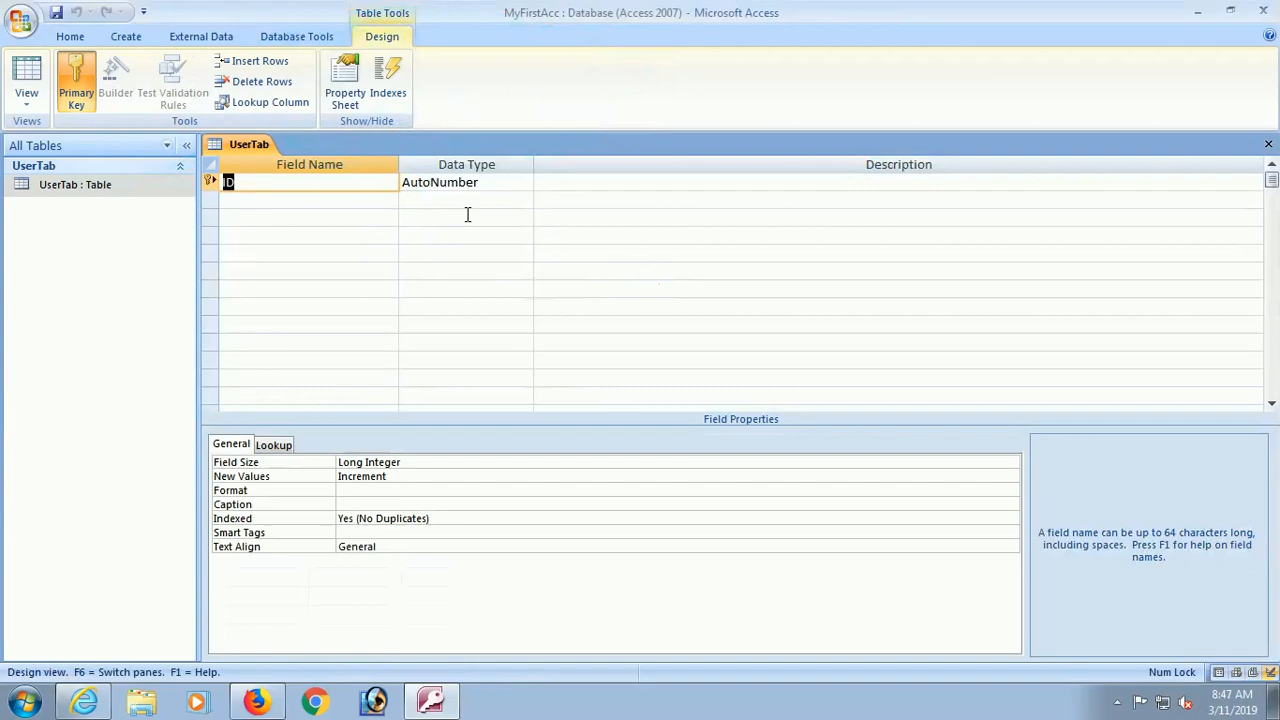 Table Tools
MyFirstAcc : Database (Access 2007) - Microsoft Access
Home
Create
External Data
Database Tools
Design
View
Primary
Key
Builder
Test Validation
Rules
Insert Rows
Delete Rows
Lookup Column
Property
Sheet
Indexes
Views
Tools
Show/Hide
All Tables
UserTab
UserTab : Table
UserTab
Field Name
Data Type
Description
ID
AutoNumber
Field Properties
General
Lookup
Field Size
Long Integer
New Values
Increment
Format
Caption
Indexed
Yes (No Duplicates)
Smart Tags
Text Align
General
A field name can be up to 64 characters long,
including spaces. Press F1 for help on field
names.
Design view. F6 = Switch panes. F1 = Help.
Num Lock
8:47 AM
3/11/2019